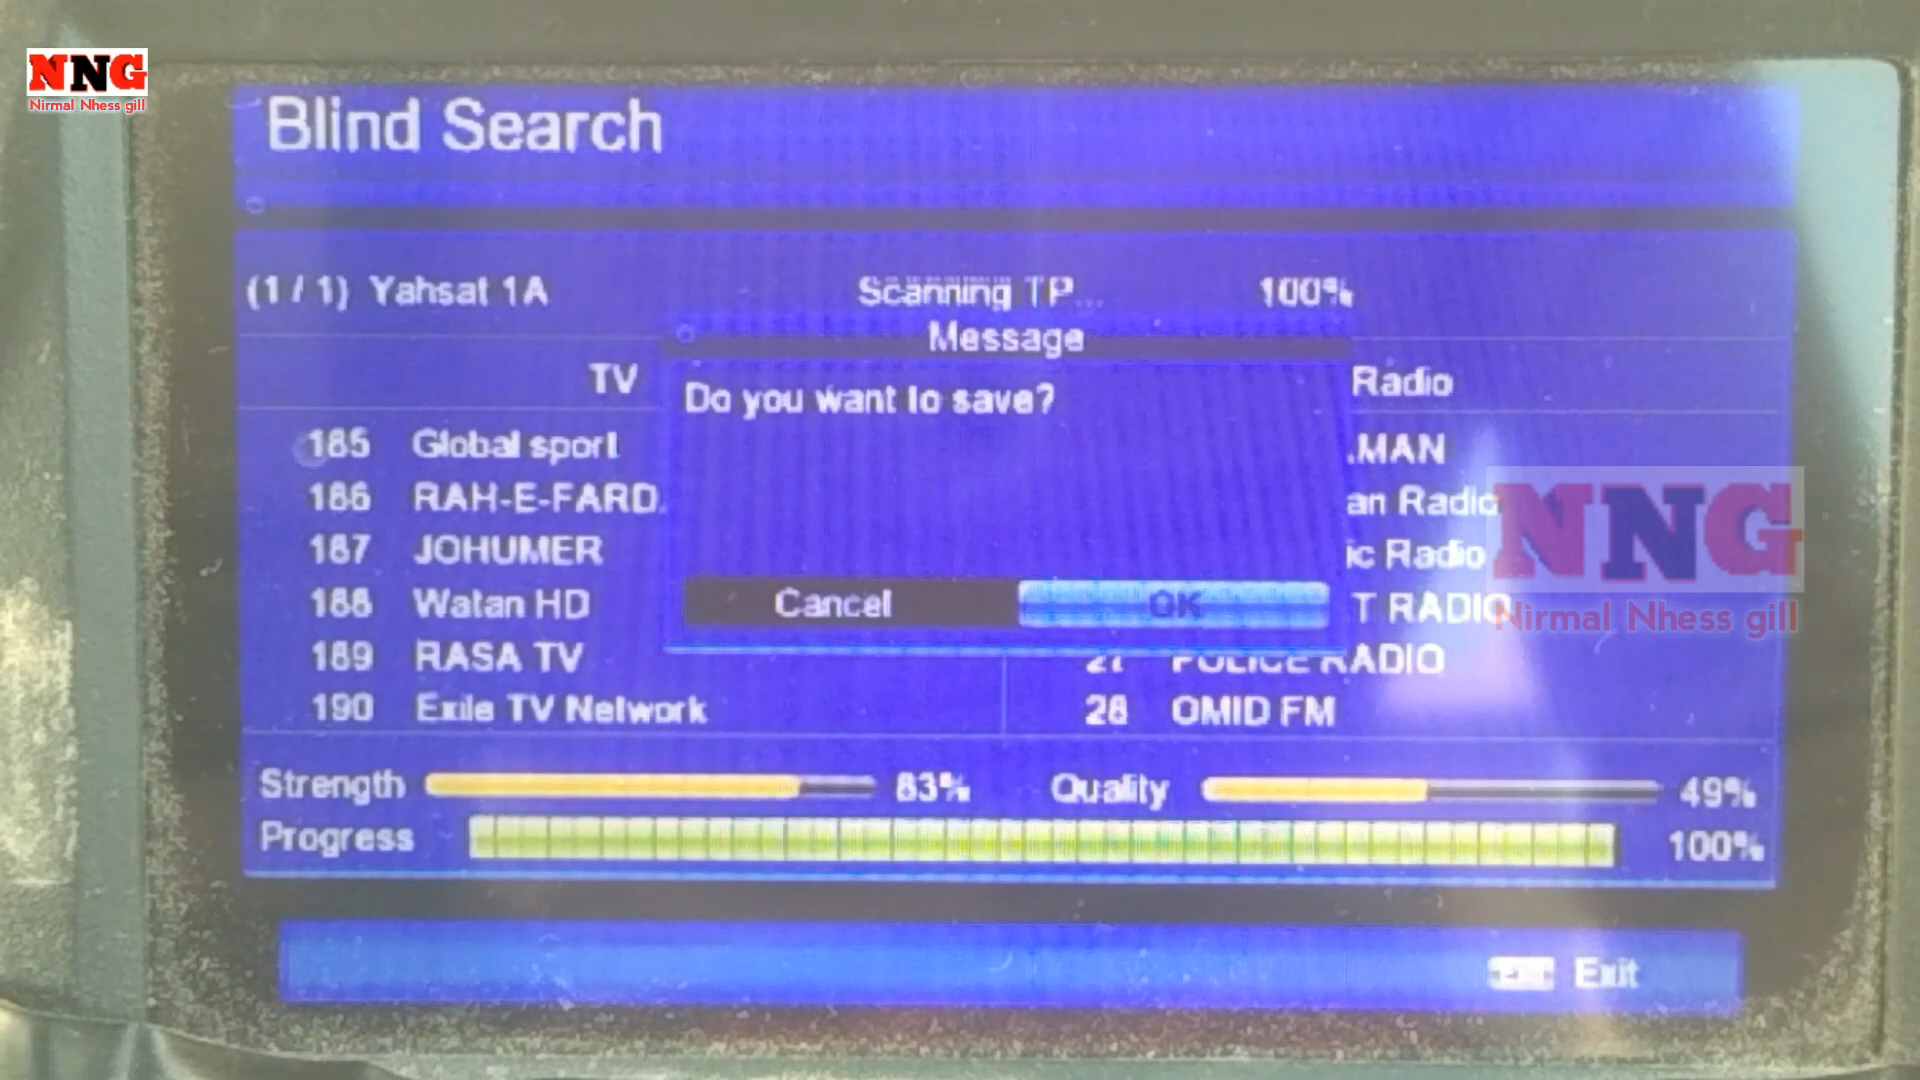 NNG
Nirmal Nhess gill
Blind Search
(1 / 1) Yahsat 1A Scanning TP... 100%
Message
TV Radio
Do you want to save?
185 Global sport .MAN
186 RAH-E-FARD. an Radio
187 JOHUMER ic Radio
NNG
188 Watan HD Cancel OK T RADIO
Nirmal Nhess gill
189 RASA TV 27 POLICE RADIO
190 Exile TV Network 28 OMID FM
Strength 83% Quality 49%
Progress 100%
Exit